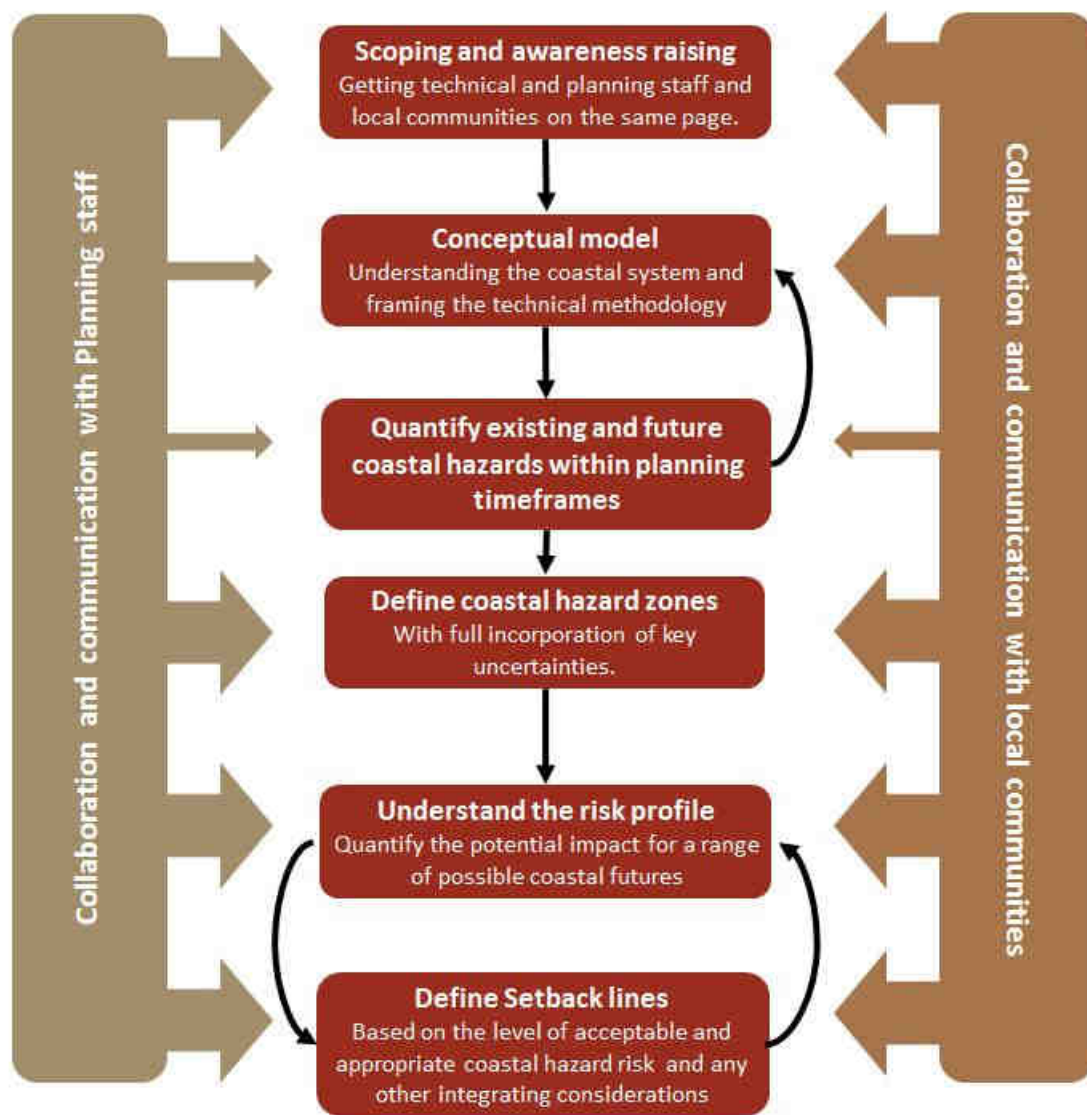 Collaboration and communication with Planning staff
Scoping and awareness raising
Getting technical and planning staff and
local communities on the same page.
Conceptual model
Understanding the coastal system and
framing the technical methodology
Quantify existing and future
coastal hazards within planning
timeframes
Define coastal hazard zones
With full incorporation of key
uncertainties.
Understand the risk profile
Quantify the potential impact for a range
of possible coastal futures
Define Setback lines
Based on the level of acceptable and
appropriate coastal hazard risk and any
other integrating considerations
Collaboration and communication with local communities